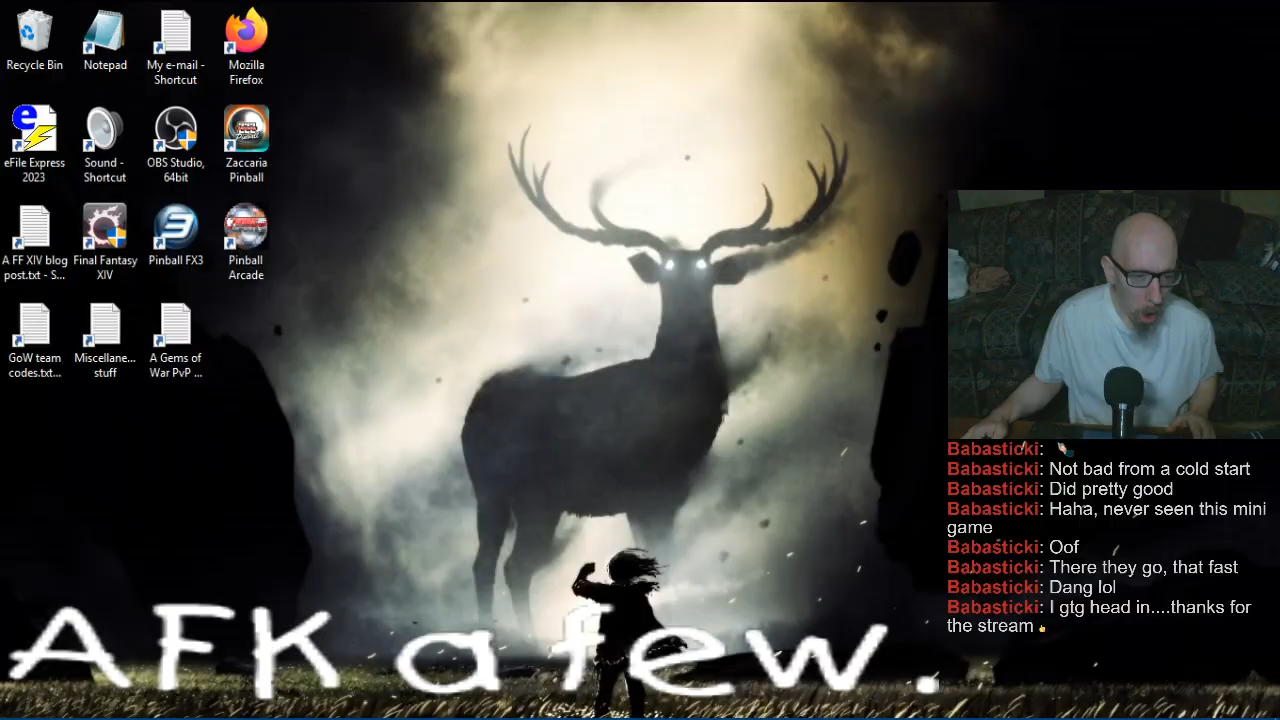 Recycle Bin
Notepad
My e-mail -
Shortcut
Mozilla
Firefox
eFile Express
2023
Sound -
Shortcut
OBS Studio,
64bit
Zaccaria
Pinball
A FF XIV blog
post.txt - S...
Final Fantasy
XIV
Pinball FX3
Pinball
Arcade
GoW team
codes.txt...
Miscellane...
stuff
A Gems of
War PvP ...
Babasticki:
Babasticki: Not bad from a cold start
Babasticki: Did pretty good
Babasticki: Haha, never seen this mini
game
Babasticki: Oof
Babasticki: There they go, that fast
Babasticki: Dang lol
Babasticki: I gtg head in....thanks for
the stream
AFK a few.